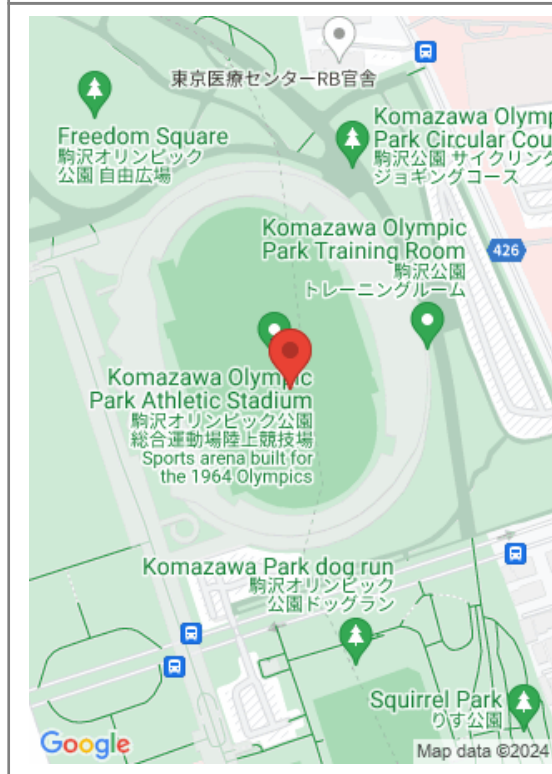 東京医療センターRB官舎
Freedom Square
駒沢オリンピック
公園 自由広場
Komazawa Olymp
Park Circular Cou
駒沢公園 サイクリング
ジョギングコース
Komazawa Olympic
Park Training Room
駒沢公園
トレーニングルーム
426
Komazawa Olympic
Park Athletic Stadium
駒沢オリンピック公園
総合運動場陸上競技場
Sports arena built for
the 1964 Olympics
Komazawa Park dog run
駒沢オリンピック
公園ドッグラン
Squirrel Park
りす公園
Google
Map data ©2024